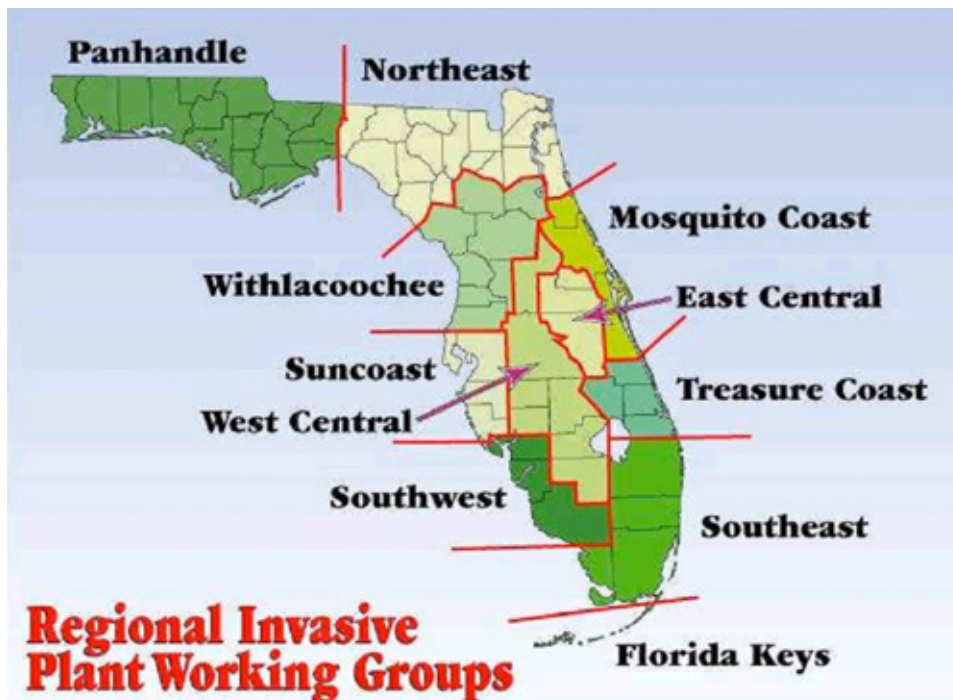 Panhandle
Northeast
Mosquito Coast
Withlacoochee
East Central
Suncoast
Treasure Coast
West Central
Southwest
Southeast
Regional Invasive
Plant Working Groups
Florida Keys